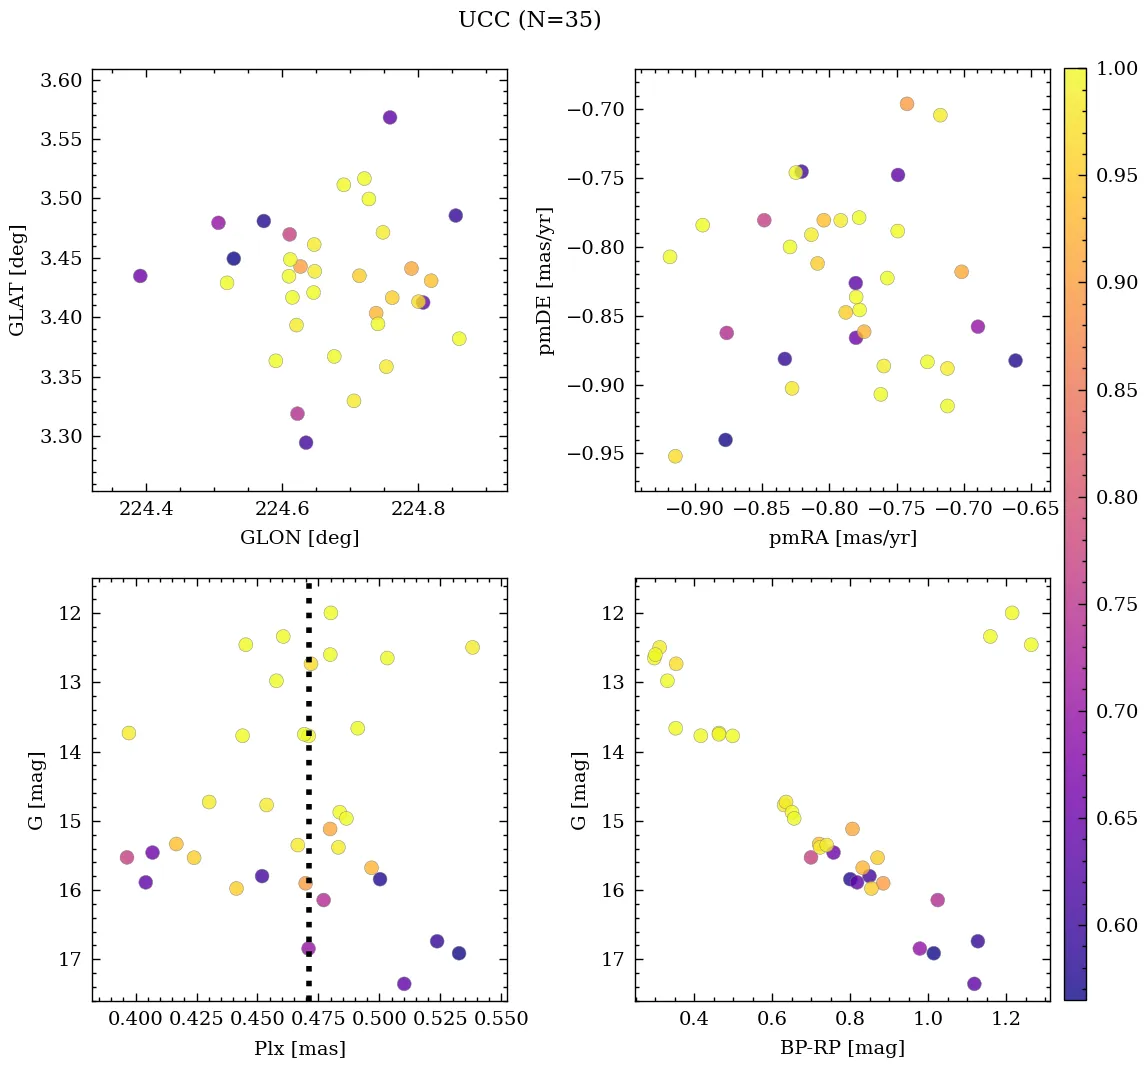 UCC (N=35)
3.60
3.55
3.50
3.45
3.40
3.35
3.30
GLAT [deg]
224.4 224.6 224.8
GLON [deg]
−0.70
−0.75
−0.80
−0.85
−0.90
−0.95
pmDE [mas/yr]
−0.90 −0.85 −0.80 −0.75 −0.70 −0.65
pmRA [mas/yr]
1.00
0.95
0.90
0.85
0.80
0.75
0.70
0.65
0.60
12
13
14
15
16
17
G [mag]
0.400 0.425 0.450 0.475 0.500 0.525 0.550
Plx [mas]
12
13
14
15
16
17
G [mag]
0.4 0.6 0.8 1.0 1.2
BP-RP [mag]